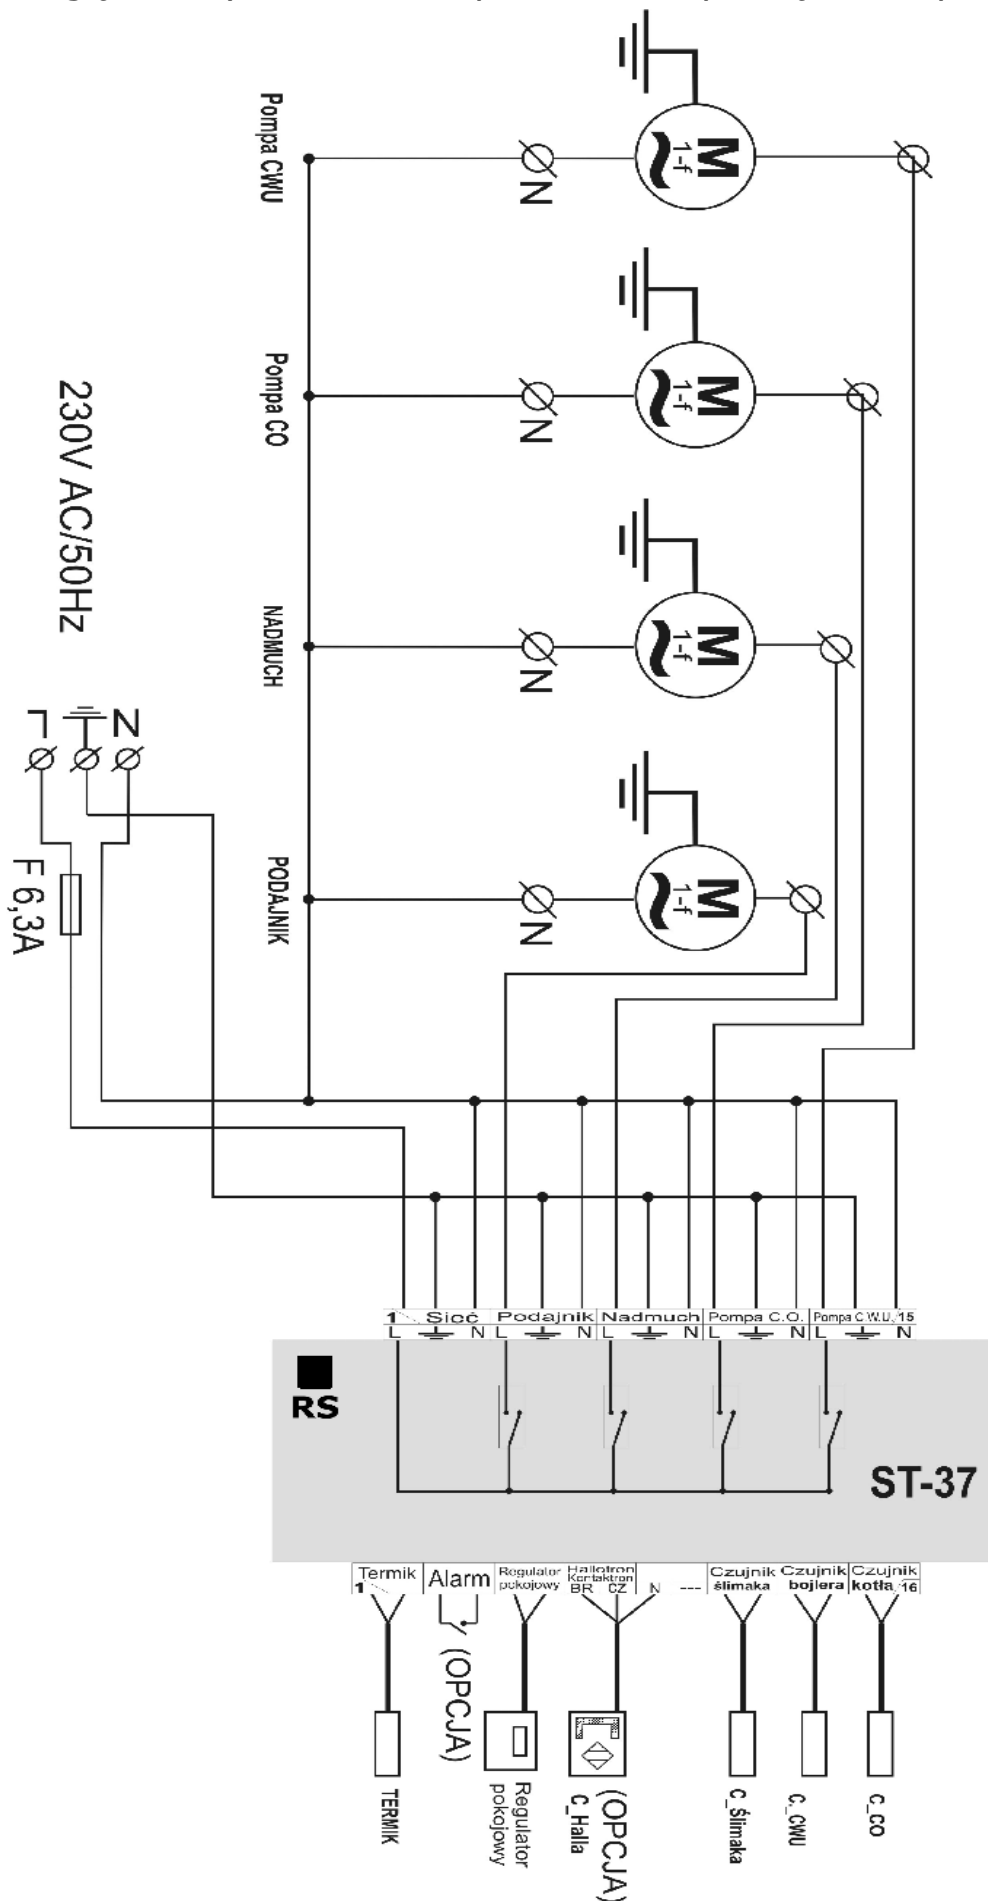 Pompa CWU
M
1-f
N
Pompa CO
M
1-f
N
230V AC/50Hz
NADMUCH
M
1-f
N
L
N
F 6,3A
PODAJNIK
M
1-f
N
1 Sieć Podajnik Nadmuch Pompa C.O. Pompa C.W.U. 15
L N L N L N L N L N
RS
ST-37
Termik 1
Alarm
Regulator pokojowy
Hallotron Kontaktron
BR CZ N ---
Czujnik ślimaka
Czujnik bojlera
Czujnik kotła 16
TERMIK
(OPCJA)
Regulator pokojowy
C_Halla
(OPCJA)
C_Ślimaka
C_CWU
C_CO